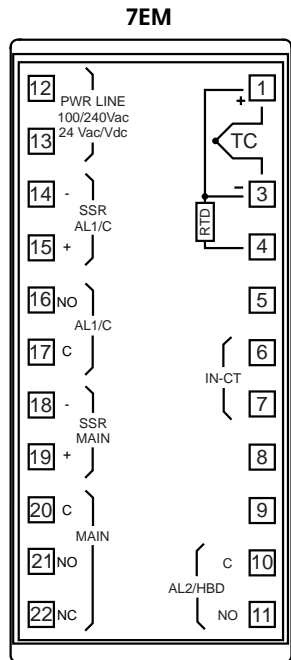 7EM
12
PWR LINE
100/240Vac
13
24 Vac/Vdc
14 -
SSR
AL1/C
15 +
16 NO
AL1/C
17 C
18 -
SSR
MAIN
19 +
20 C
MAIN
21 NO
22 NC
1
+
TC
-
3
RTD
4
5
6
IN-CT
7
8
9
C 10
AL2/HBD
NO 11